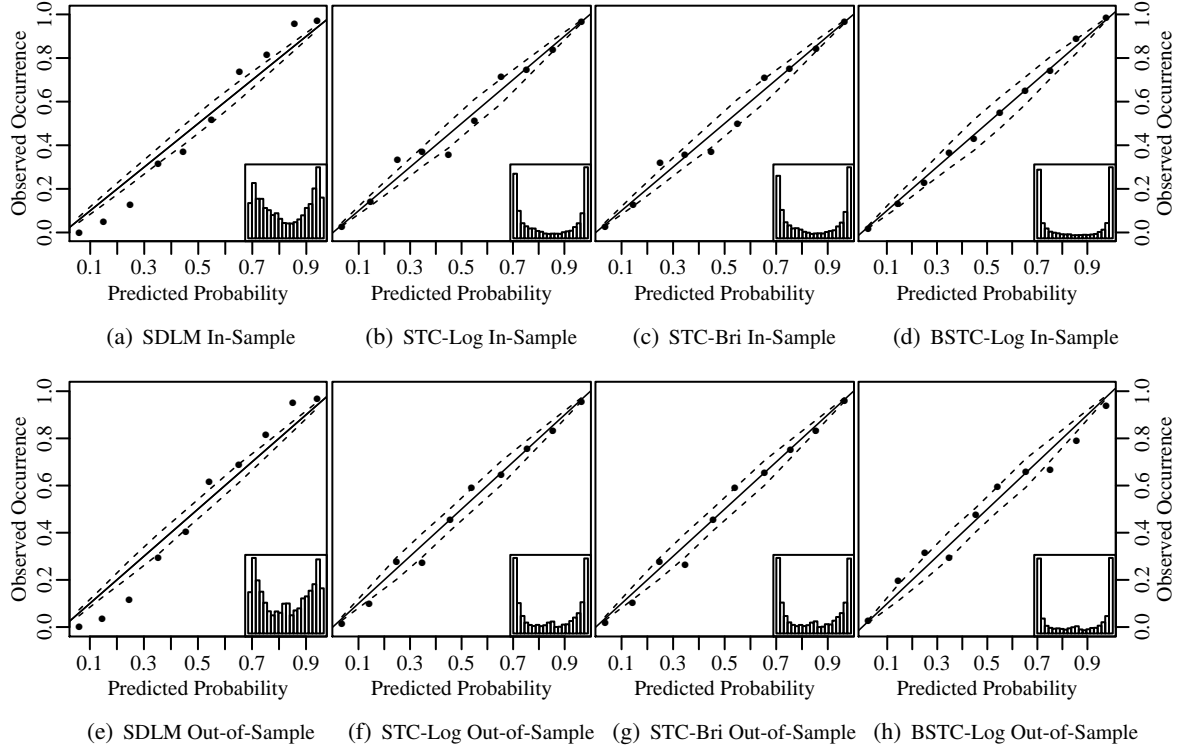 Observed Occurrence
0.0 0.2 0.4 0.6 0.8 1.0
0.0 0.2 0.4 0.6 0.8 1.0
Observed Occurrence
0.1 0.3 0.5 0.7 0.9
0.1 0.3 0.5 0.7 0.9
0.1 0.3 0.5 0.7 0.9
0.1 0.3 0.5 0.7 0.9
Predicted Probability
Predicted Probability
Predicted Probability
Predicted Probability
(a) SDLM In-Sample
(b) STC-Log In-Sample
(c) STC-Bri In-Sample
(d) BSTC-Log In-Sample
Observed Occurrence
0.0 0.2 0.4 0.6 0.8 1.0
0.0 0.2 0.4 0.6 0.8 1.0
Observed Occurrence
0.1 0.3 0.5 0.7 0.9
0.1 0.3 0.5 0.7 0.9
0.1 0.3 0.5 0.7 0.9
0.1 0.3 0.5 0.7 0.9
Predicted Probability
Predicted Probability
Predicted Probability
Predicted Probability
(e) SDLM Out-of-Sample
(f) STC-Log Out-of-Sample
(g) STC-Bri Out-of-Sample
(h) BSTC-Log Out-of-Sample